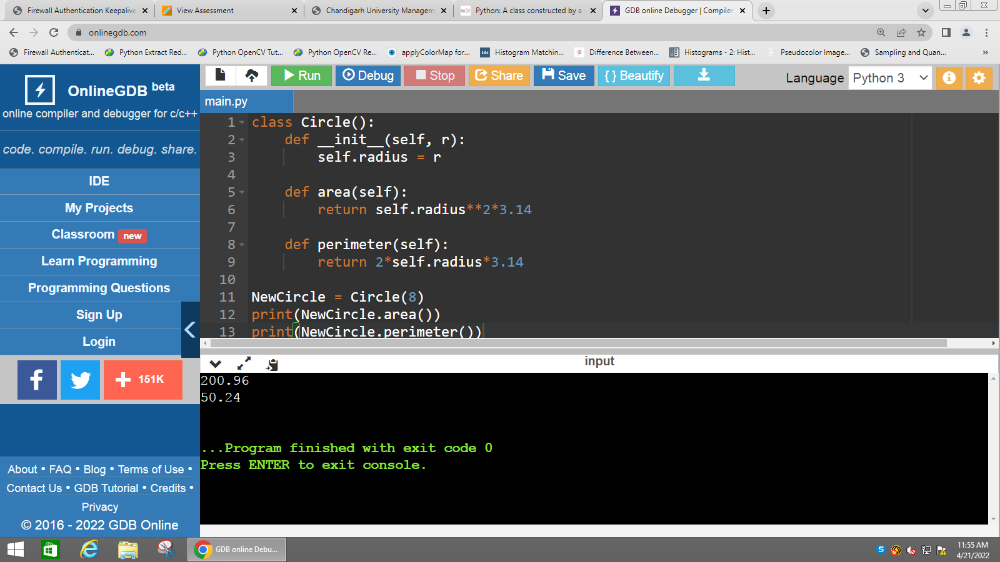 Firewall Authentication Keepalive
View Assessment
Chandigarh University Managem
w3r Python: A class constructed by a
GDB online Debugger | Compiler
onlinegdb.com
Firewall Authenticat...
Python Extract Red...
Python OpenCV Tut...
Python OpenCV Re...
applyColorMap for...
tds Histogram Matchin...
Difference Between...
Histograms - 2: Hist...
Pseudocolor Image...
Sampling and Quan...
»
OnlineGDB beta
online compiler and debugger for c/c++
code. compile. run. debug. share.
IDE
My Projects
Classroom new
Learn Programming
Programming Questions
Sign Up
Login
f + 151K
About • FAQ • Blog • Terms of Use •
Contact Us • GDB Tutorial • Credits •
Privacy
© 2016 - 2022 GDB Online
Run Debug Stop Share Save { } Beautify
Language Python 3
main.py
1 class Circle():
2     def __init__(self, r):
3         self.radius = r
4
5     def area(self):
6         return self.radius**2*3.14
7
8     def perimeter(self):
9         return 2*self.radius*3.14
10
11 NewCircle = Circle(8)
12 print(NewCircle.area())
13 print(NewCircle.perimeter())
input
200.96
50.24
...Program finished with exit code 0
Press ENTER to exit console.
GDB online Debu...
S
11:55 AM
4/21/2022